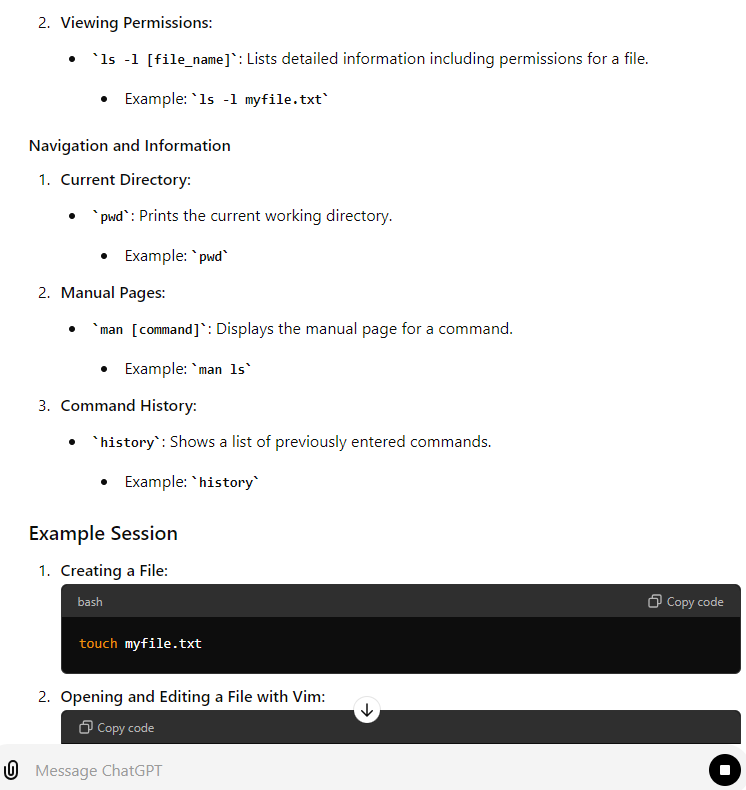 2. Viewing Permissions:
• `ls -l [file_name]`: Lists detailed information including permissions for a file.
• Example: `ls -l myfile.txt`
Navigation and Information
1. Current Directory:
• `pwd`: Prints the current working directory.
• Example: `pwd`
2. Manual Pages:
• `man [command]`: Displays the manual page for a command.
• Example: `man ls`
3. Command History:
• `history`: Shows a list of previously entered commands.
• Example: `history`
Example Session
1. Creating a File:
bash Copy code
touch myfile.txt
2. Opening and Editing a File with Vim:
Copy code
Message ChatGPT